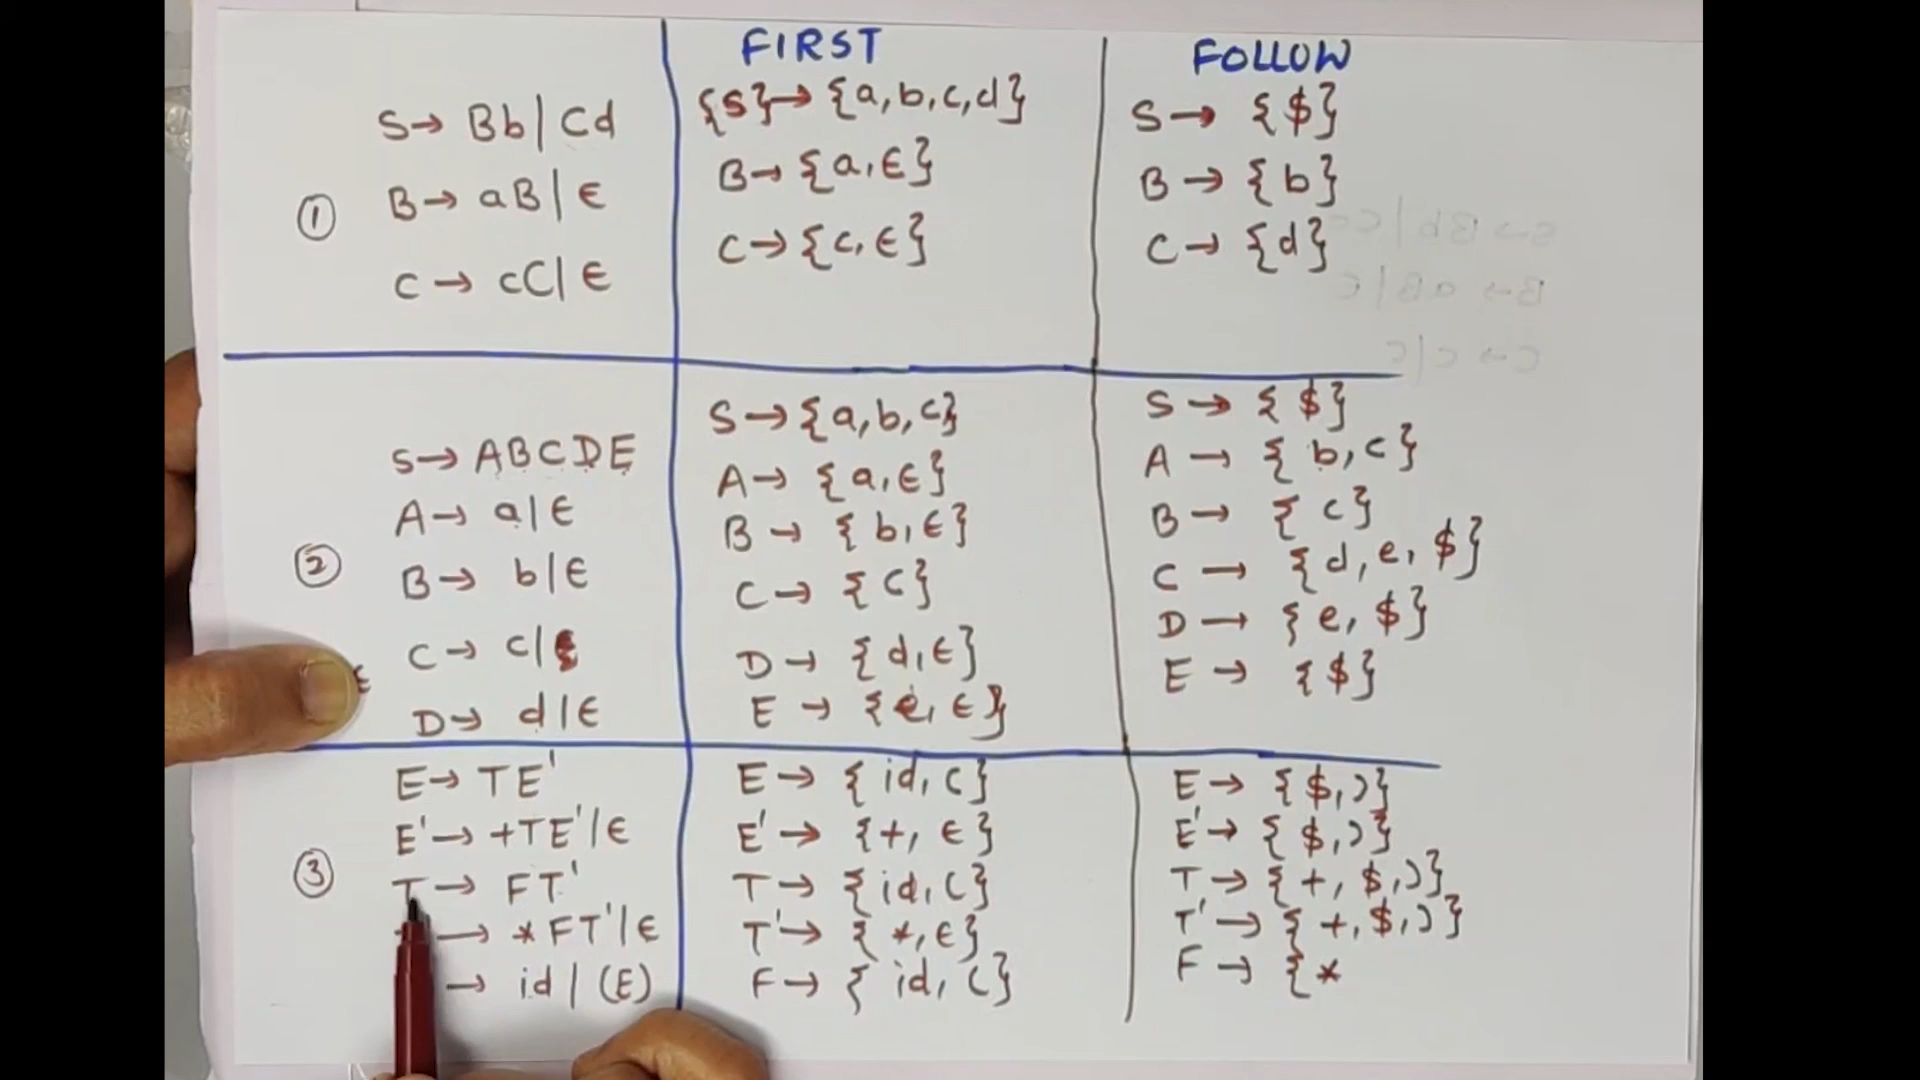 FIRST
FOLLOW
S→ Bb | Cd
{S}→ {a,b,c,d}
S→ {$}
B→ aB | ϵ
B→ {a,ϵ}
B→ {b}
①
C→ cC | ϵ
C→ {c,ϵ}
C→ {d}
S→ ABCDE
S→ {a,b,c}
S→ {$}
A→ a | ϵ
A→ {a,ϵ}
A→ {b,c}
②
B→ b | ϵ
B→ {b,ϵ}
B→ {c}
C→ c |
C→ {c}
C→ {d,e,$}
D→ d | ϵ
D→ {d,ϵ}
D→ {e,$}
E→ {e,ϵ}
E→ {$}
E→ TE'
E→ {id,(}
E→ {$,)}
E'→ +TE' | ϵ
E'→ {+,ϵ}
E'→ {$,)}
③
T→ FT'
T→ {id,(}
T→ {+,$,)}
→ *FT' | ϵ
T'→ {*,ϵ}
T'→ {+,$,)}
→ id | (E)
F→ {id,(}
F→ {*